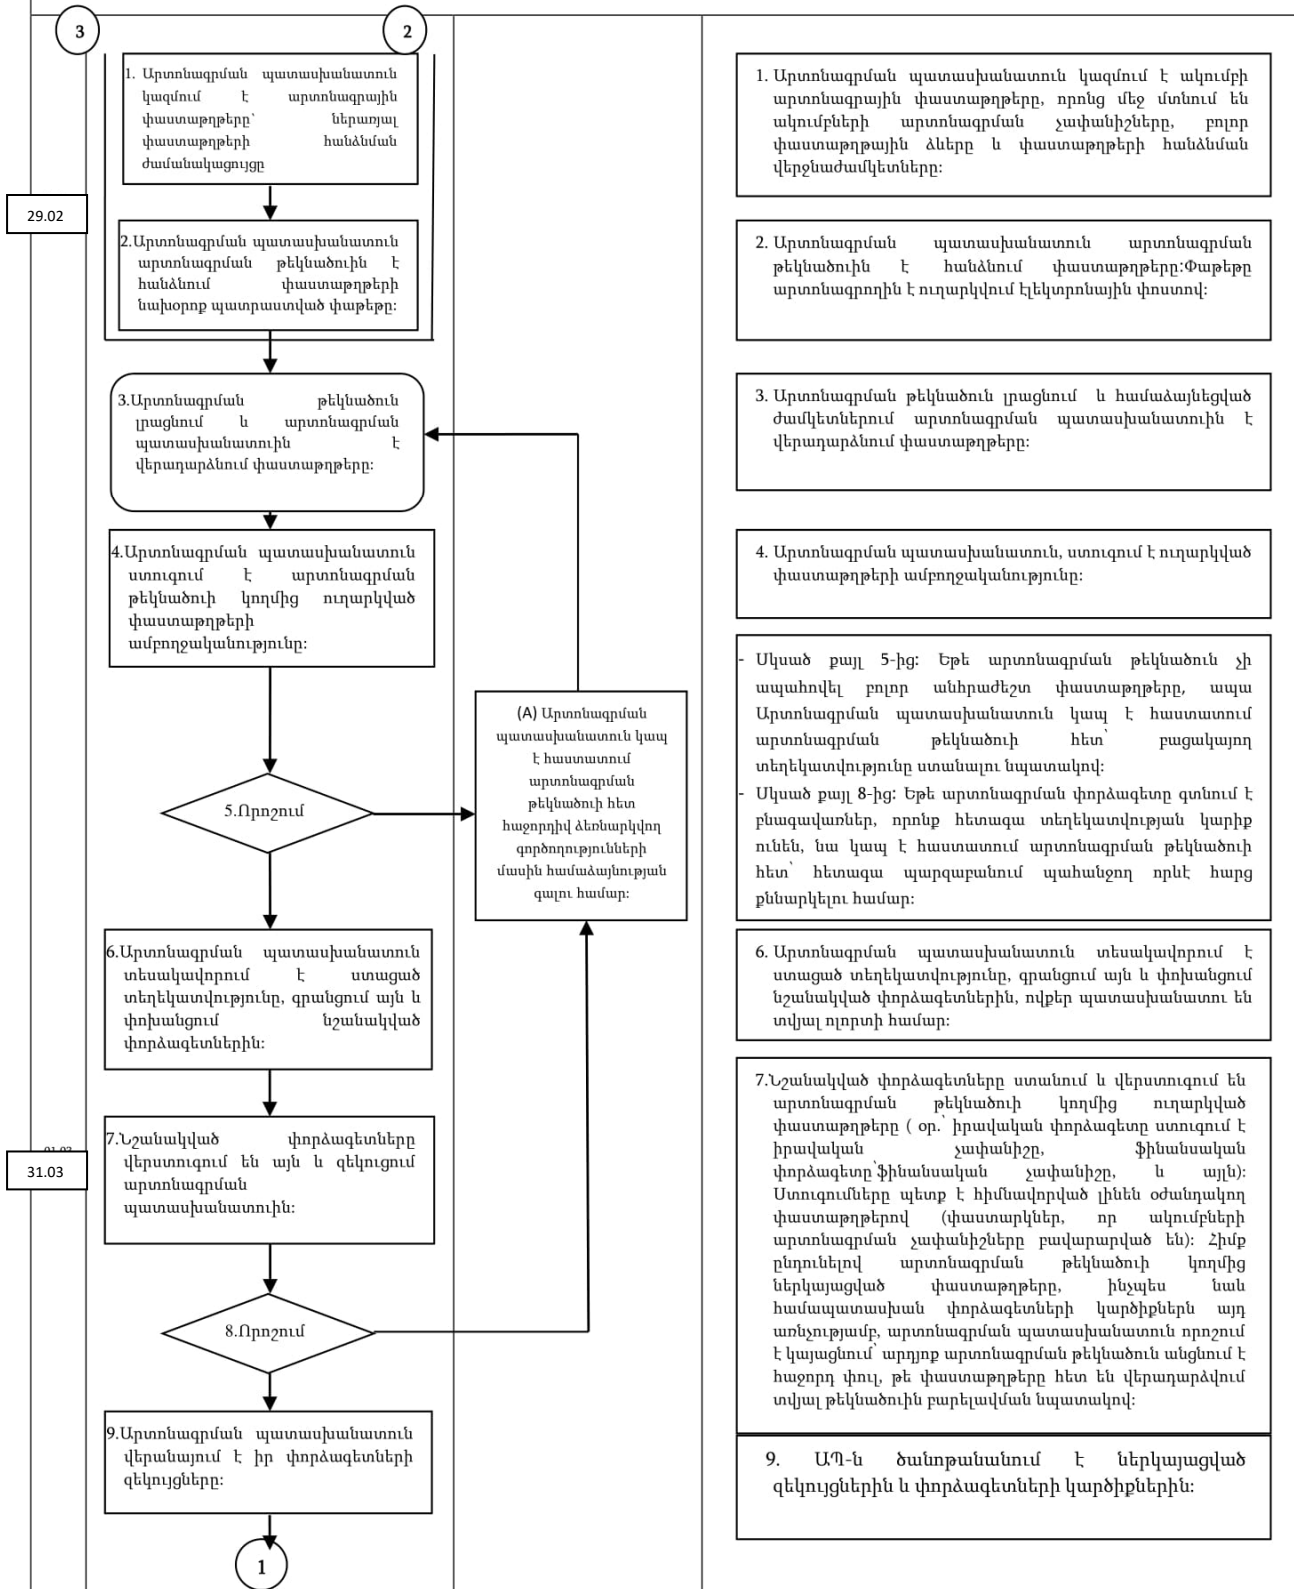 3
2
1. Արտոնագրման պատասխանատուն
կազմում է արտոնագրային
փաստաթղթերը՝ ներառյալ
փաստաթղթերի հանձնման
ժամանակացույցը
29.02
2.Արտոնագրման պատասխանատուն
արտոնագրման թեկնածուին է
հանձնում փաստաթղթերի
նախօրոք պատրաստված փաթեթը:
3.Արտոնագրման թեկնածուն
լրացնում և արտոնագրման
պատասխանատուին է
վերադարձնում փաստաթղթերը:
4.Արտոնագրման պատասխանատուն
ստուգում է արտոնագրման
թեկնածուի կողմից ուղարկված
փաստաթղթերի
ամբողջականությունը:
(A) Արտոնագրման
պատասխանատուն կապ
է հաստատում
արտոնագրման
թեկնածուի հետ
հաջորդիվ ձեռնարկվող
գործողությունների
մասին համաձայնության
գալու համար:
5.Որոշում
6.Արտոնագրման պատասխանատուն
տեսակավորում է ստացած
տեղեկատվությունը, գրանցում այն և
փոխանցում նշանակված
փորձագետներին:
31.03
7.Նշանակված փորձագետները
վերստուգում են այն և զեկուցում
արտոնագրման
պատասխանատուին:
8.Որոշում
9.Արտոնագրման պատասխանատուն
վերանայում է իր փորձագետների
զեկույցները:
1
1. Արտոնագրման պատասխանատուն կազմում է ակումբի
արտոնագրային փաստաթղթերը, որոնց մեջ մտնում են
ակումբների արտոնագրման չափանիշները, բոլոր
փաստաթղթային ձևերը և փաստաթղթերի հանձնման
վերջնաժամկետները:
2. Արտոնագրման պատասխանատուն արտոնագրման
թեկնածուին է հանձնում փաստաթղթերը:Փաթեթը
արտոնագրողին է ուղարկվում էլեկտրոնային փոստով:
3. Արտոնագրման թեկնածուն լրացնում և համաձայնեցված
ժամկետներում արտոնագրման պատասխանատուին է
վերադարձնում փաստաթղթերը:
4. Արտոնագրման պատասխանատուն, ստուգում է ուղարկված
փաստաթղթերի ամբողջականությունը:
- Սկսած քայլ 5-ից: Եթե արտոնագրման թեկնածուն չի
ապահովել բոլոր անհրաժեշտ փաստաթղթերը, ապա
Արտոնագրման պատասխանատուն կապ է հաստատում
արտոնագրման թեկնածուի հետ՝ բացակայող
տեղեկատվությունը ստանալու նպատակով:
- Սկսած քայլ 8-ից: Եթե արտոնագրման փորձագետը գտնում է
բնագավառներ, որոնք հետագա տեղեկատվության կարիք
ունեն, նա կապ է հաստատում արտոնագրման թեկնածուի
հետ՝ հետագա պարզաբանում պահանջող որևէ հարց
քննարկելու համար:
6. Արտոնագրման պատասխանատուն տեսակավորում է
ստացած տեղեկատվությունը, գրանցում այն և փոխանցում
նշանակված փորձագետներին, ովքեր պատասխանատու են
տվյալ ոլորտի համար:
7.Նշանակված փորձագետները ստանում և վերստուգում են
արտոնագրման թեկնածուի կողմից ուղարկված
փաստաթղթերը ( օր.՝ իրավական փորձագետը ստուգում է
իրավական չափանիշը, ֆինանսական
փորձագետը՝ֆինանսական չափանիշը, և այլն):
Ստուգումները պետք է հիմնավորված լինեն օժանդակող
փաստաթղթերով (փաստարկներ, որ ակումբների
արտոնագրման չափանիշները բավարարված են): Հիմք
ընդունելով արտոնագրման թեկնածուի կողմից
ներկայացված փաստաթղթերը, ինչպես նաև
համապատասխան փորձագետների կարծիքներն այդ
առնչությամբ, արտոնագրման պատասխանատուն որոշում
է կայացնում՝ արդյոք արտոնագրման թեկնածուն անցնում է
հաջորդ փուլ, թե փաստաթղթերը հետ են վերադարձվում
տվյալ թեկնածուին բարելավման նպատակով:
9. ԱՊ-ն ծանոթանանում է ներկայացված
զեկույցներին և փորձագետների կարծիքներին: